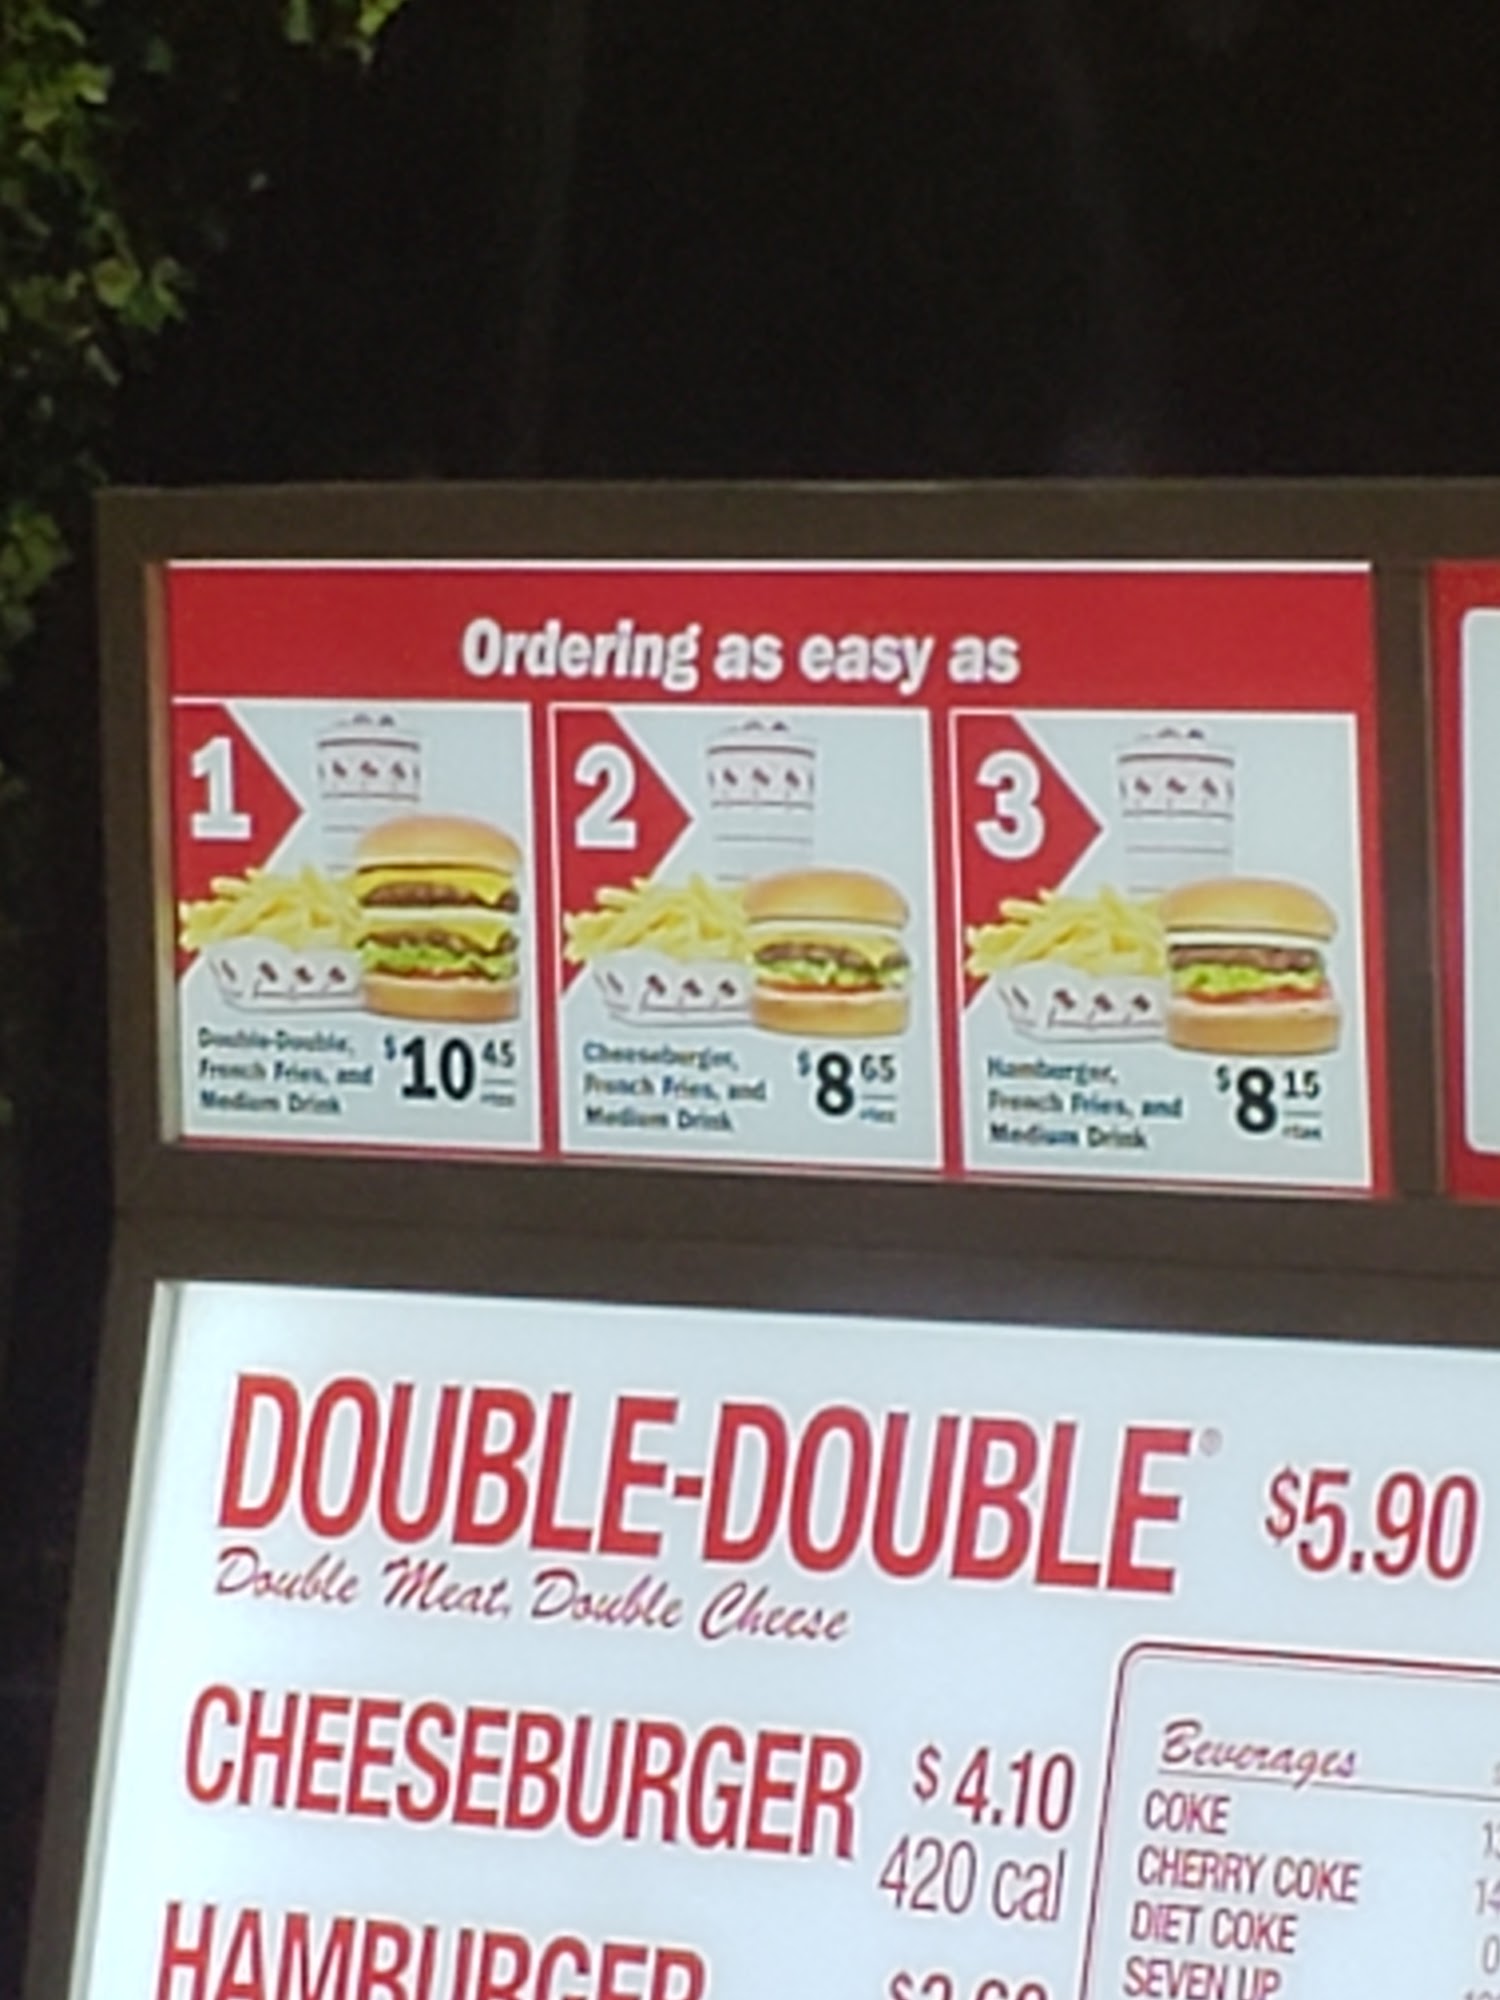 Ordering as easy as
1
Double-Double,
French Fries, and
Medium Drink
$10 45
2
Cheeseburger,
French Fries, and
Medium Drink
$8 65
3
Hamburger,
French Fries, and
Medium Drink
$8 15
DOUBLE-DOUBLE® $5.90
Double Meat, Double Cheese
CHEESEBURGER $4.10
420 cal
HAMBURGER
Beverages
COKE
CHERRY COKE
DIET COKE
SEVEN UP